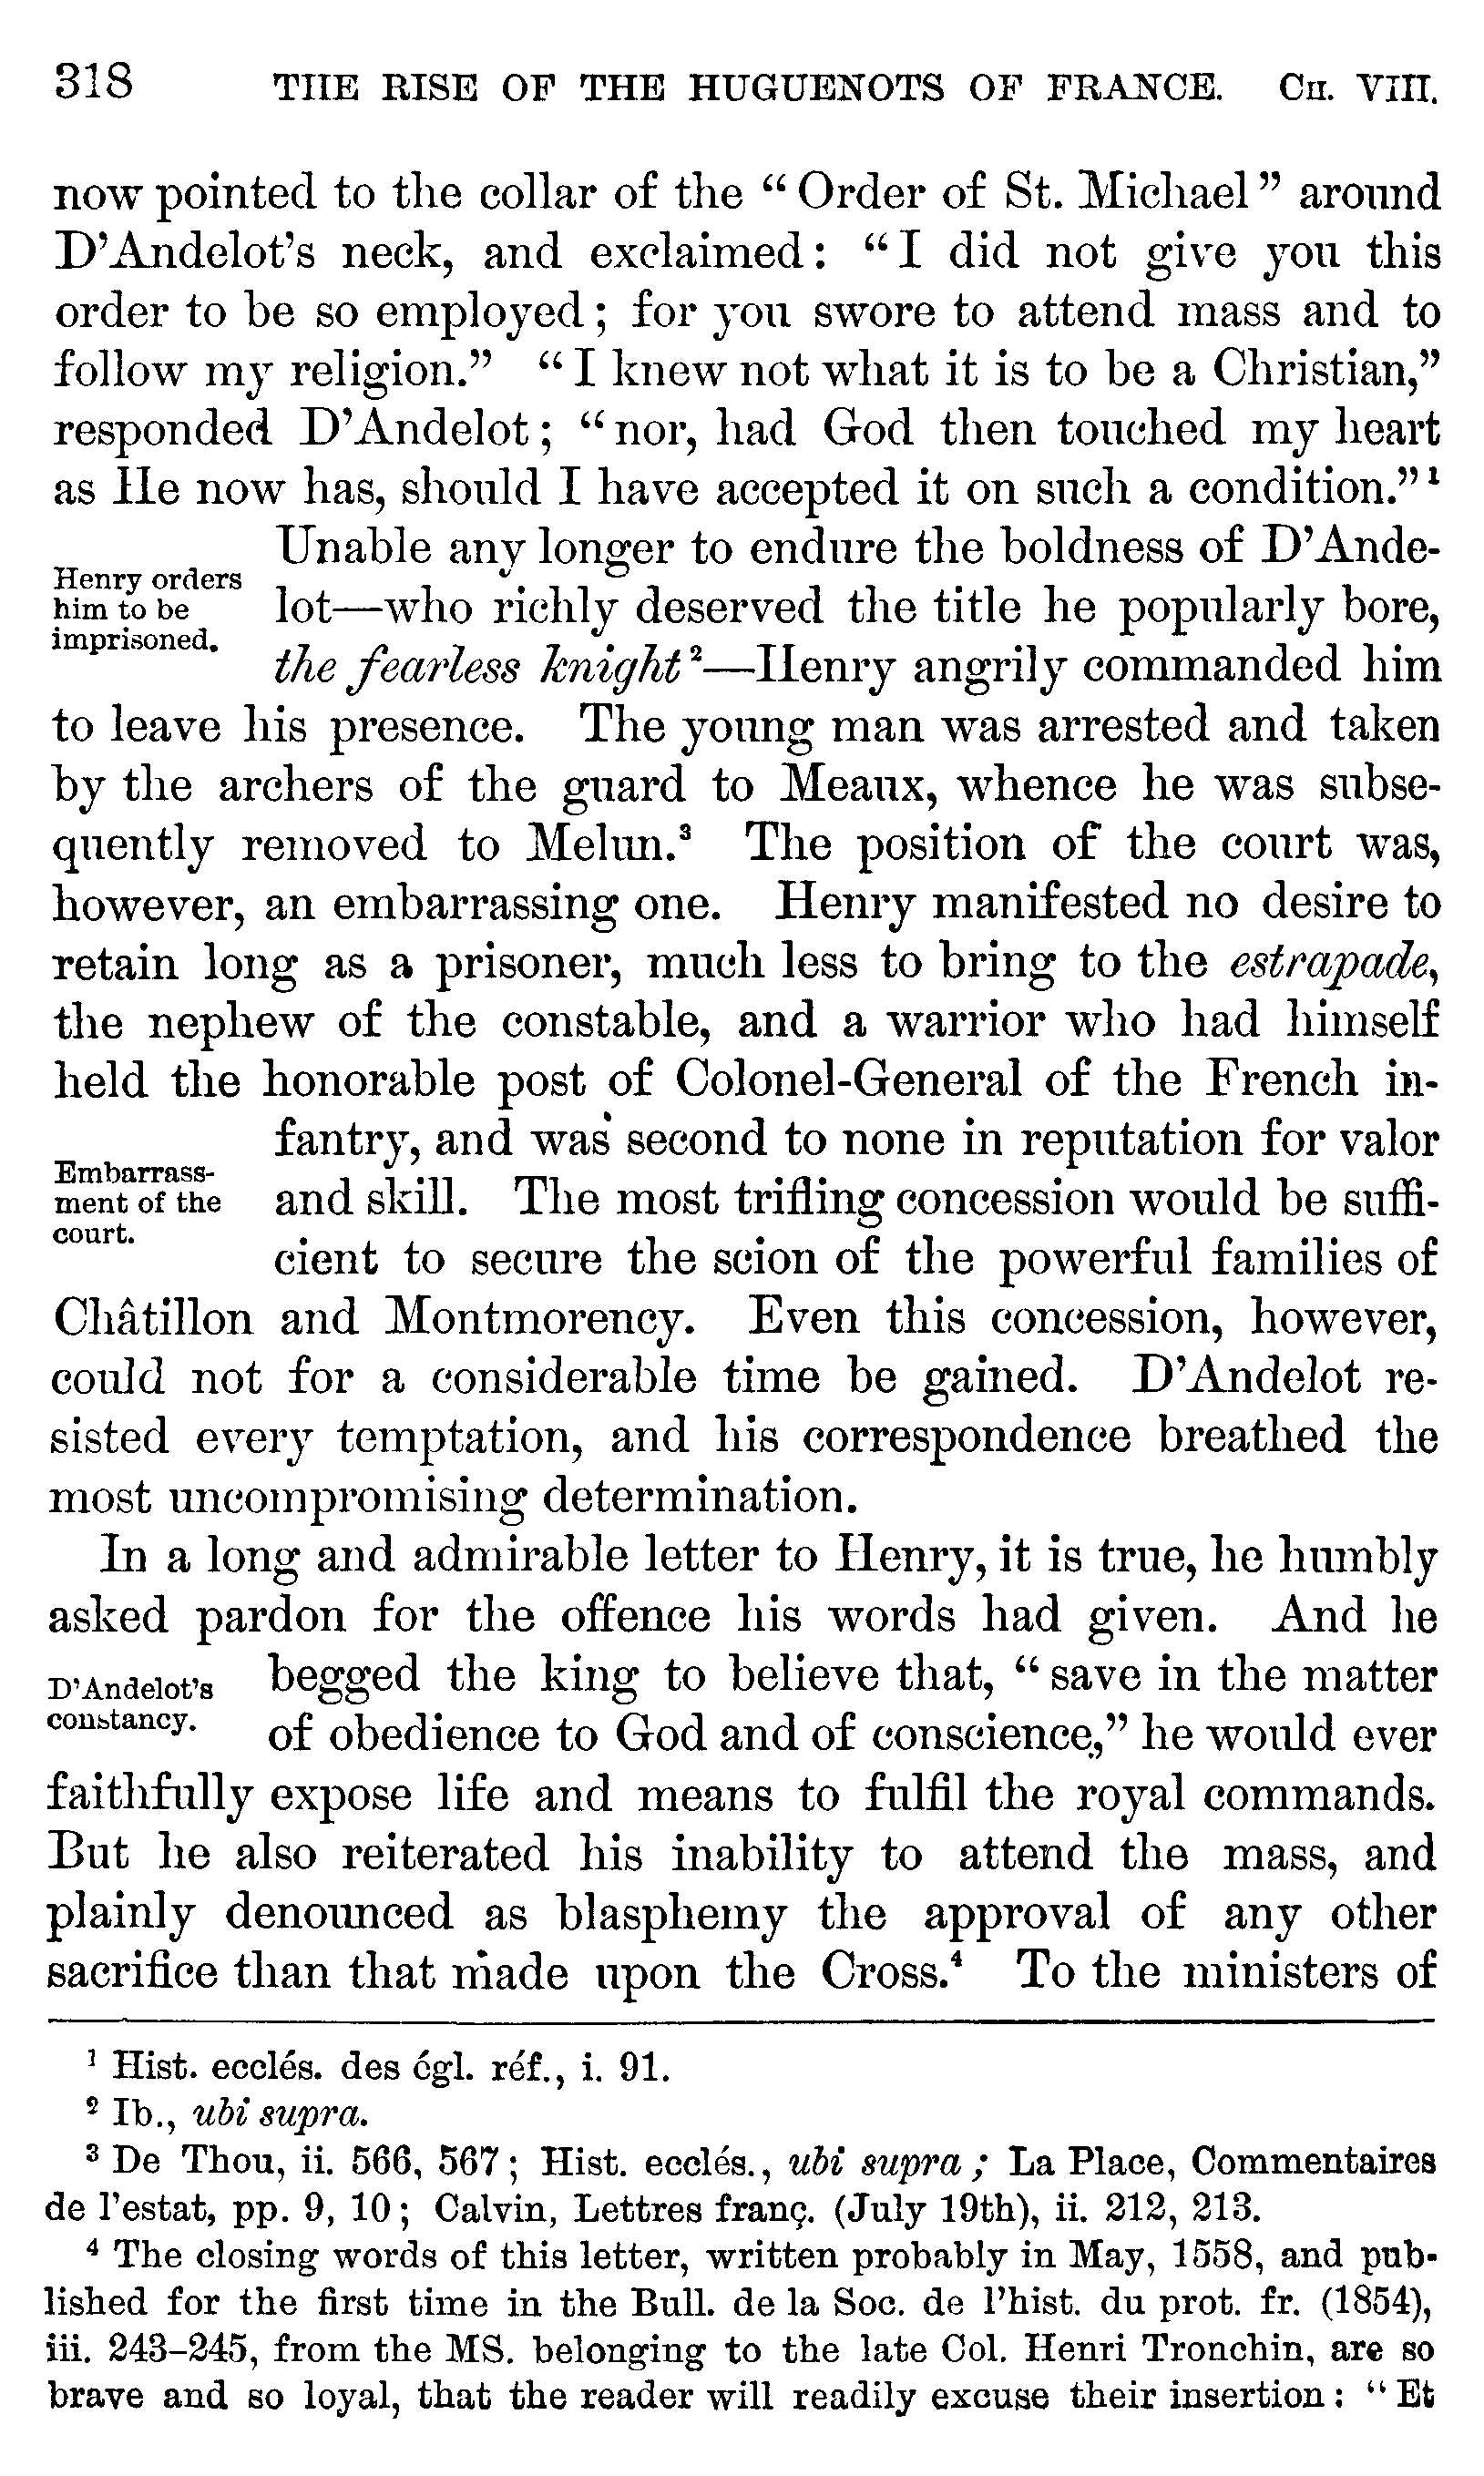 318 THE RISE OF THE HUGUENOTS OF FRANCE. CH. VIII.
now pointed to the collar of the “Order of St. Michael” around
D’Andelot’s neck, and exclaimed: “I did not give you this
order to be so employed; for you swore to attend mass and to
follow my religion.” “I knew not what it is to be a Christian,”
responded D’Andelot; “nor, had God then touched my heart
as He now has, should I have accepted it on such a condition.”¹
Unable any longer to endure the boldness of D’Ande-
Henry orders
him to be
imprisoned.
lot—who richly deserved the title he popularly bore,
the fearless knight²—Henry angrily commanded him
to leave his presence. The young man was arrested and taken
by the archers of the guard to Meaux, whence he was subse-
quently removed to Melun.³ The position of the court was,
however, an embarrassing one. Henry manifested no desire to
retain long as a prisoner, much less to bring to the estrapade,
the nephew of the constable, and a warrior who had himself
held the honorable post of Colonel-General of the French in-
fantry, and was second to none in reputation for valor
Embarrass-
ment of the
court.
and skill. The most trifling concession would be suffi-
cient to secure the scion of the powerful families of
Châtillon and Montmorency. Even this concession, however,
could not for a considerable time be gained. D’Andelot re-
sisted every temptation, and his correspondence breathed the
most uncompromising determination.
In a long and admirable letter to Henry, it is true, he humbly
asked pardon for the offence his words had given. And he
D’Andelot’s
constancy.
begged the king to believe that, “save in the matter
of obedience to God and of conscience,” he would ever
faithfully expose life and means to fulfil the royal commands.
But he also reiterated his inability to attend the mass, and
plainly denounced as blasphemy the approval of any other
sacrifice than that made upon the Cross.⁴ To the ministers of
¹ Hist. ecclés. des égl. réf., i. 91.
² Ib., ubi supra.
³ De Thou, ii. 566, 567; Hist. ecclés., ubi supra; La Place, Commentaires
de l’estat, pp. 9, 10; Calvin, Lettres franç. (July 19th), ii. 212, 213.
⁴ The closing words of this letter, written probably in May, 1558, and pub-
lished for the first time in the Bull. de la Soc. de l’hist. du prot. fr. (1854),
iii. 243–245, from the MS. belonging to the late Col. Henri Tronchin, are so
brave and so loyal, that the reader will readily excuse their insertion: “Et